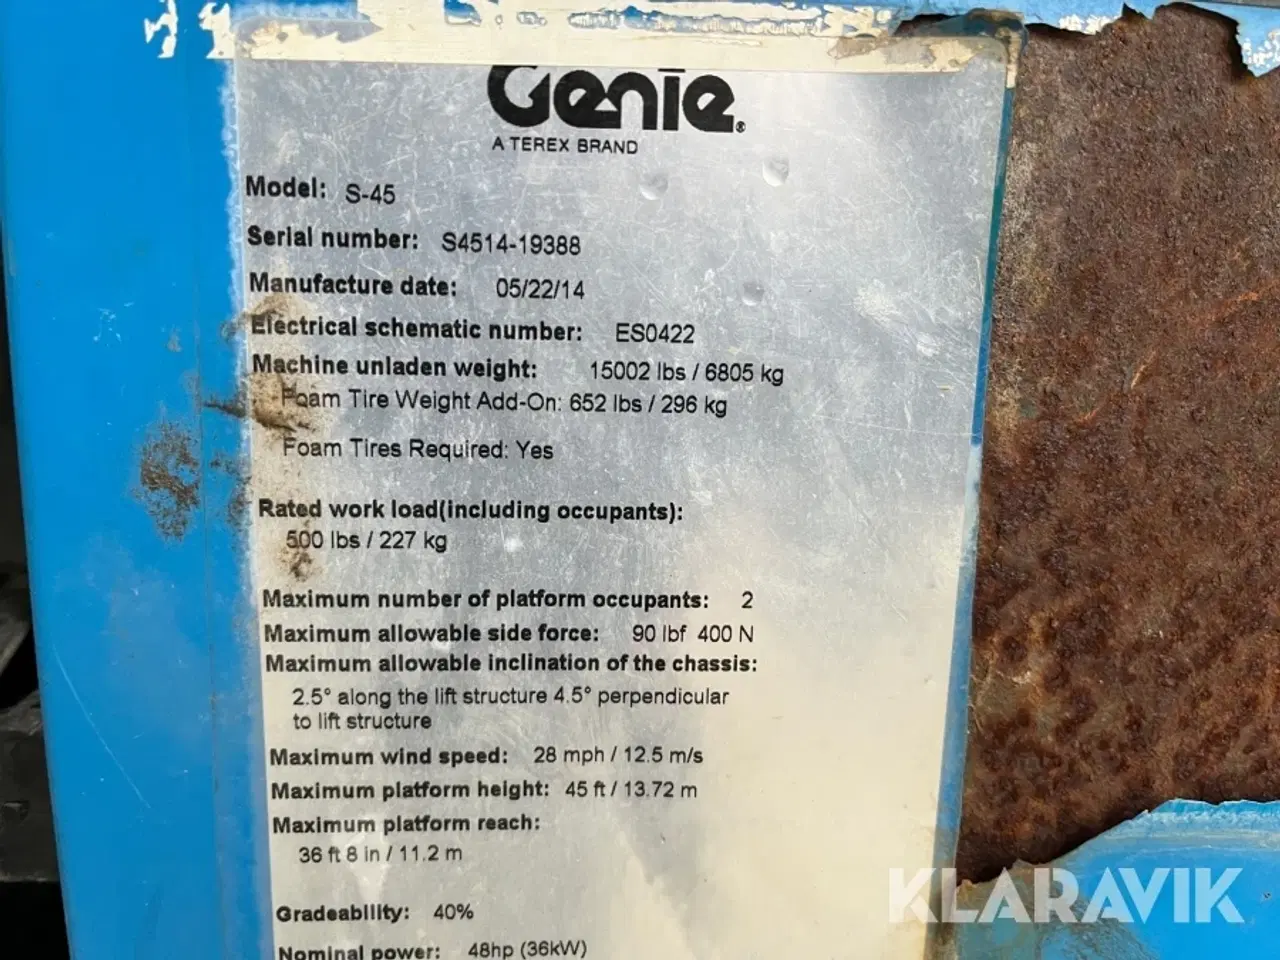 Genie®
A TEREX BRAND
Model: S-45
Serial number: S4514-19388
Manufacture date: 05/22/14
Electrical schematic number: ES0422
Machine unladen weight: 15002 lbs / 6805 kg
Foam Tire Weight Add-On: 652 lbs / 296 kg
Foam Tires Required: Yes
Rated work load(including occupants):
500 lbs / 227 kg
Maximum number of platform occupants: 2
Maximum allowable side force: 90 lbf 400 N
Maximum allowable inclination of the chassis:
2.5° along the lift structure 4.5° perpendicular
to lift structure
Maximum wind speed: 28 mph / 12.5 m/s
Maximum platform height: 45 ft / 13.72 m
Maximum platform reach:
36 ft 8 in / 11.2 m
Gradeability: 40%
Nominal power: 48hp (36kW)
KLARAVIK